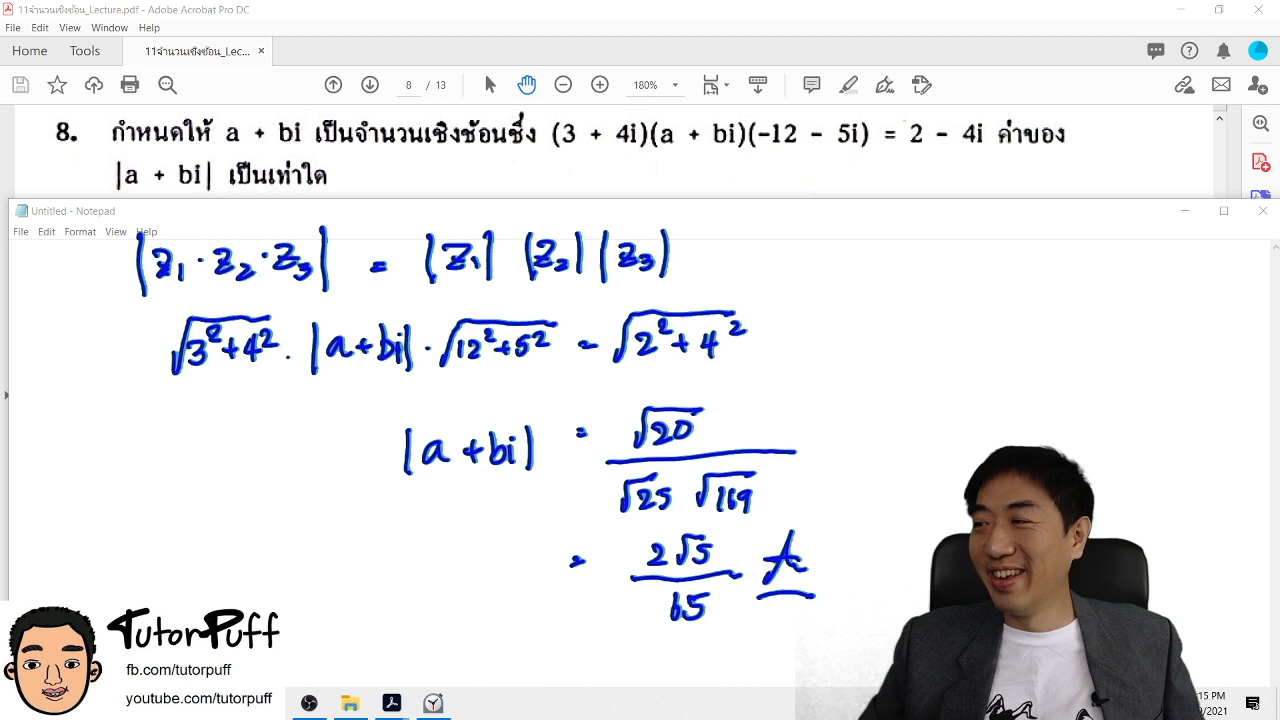 11จำนวนเชิงซ้อน_Lecture.pdf - Adobe Acrobat Pro DC
File Edit View Window Help
Home Tools 11จำนวนเชิงซ้อน_Lec... ×
8 / 13 180%
8. กำหนดให้ a + bi เป็นจำนวนเชิงซ้อนซึ่ง (3 + 4i)(a + bi)(-12 - 5i) = 2 - 4i ค่าของ
|a + bi| เป็นเท่าใด
Untitled - Notepad
File Edit Format View Help
|z₁ · z₂ · z₃| = |z₁| |z₂| |z₃|
√3²+4² · |a+bi| · √12²+5² = √2²+4²
|a+bi| = √20
√25 √169
= 2√5
65
TutorPuff
fb.com/tutorpuff
youtube.com/tutorpuff
15 PM
/2021